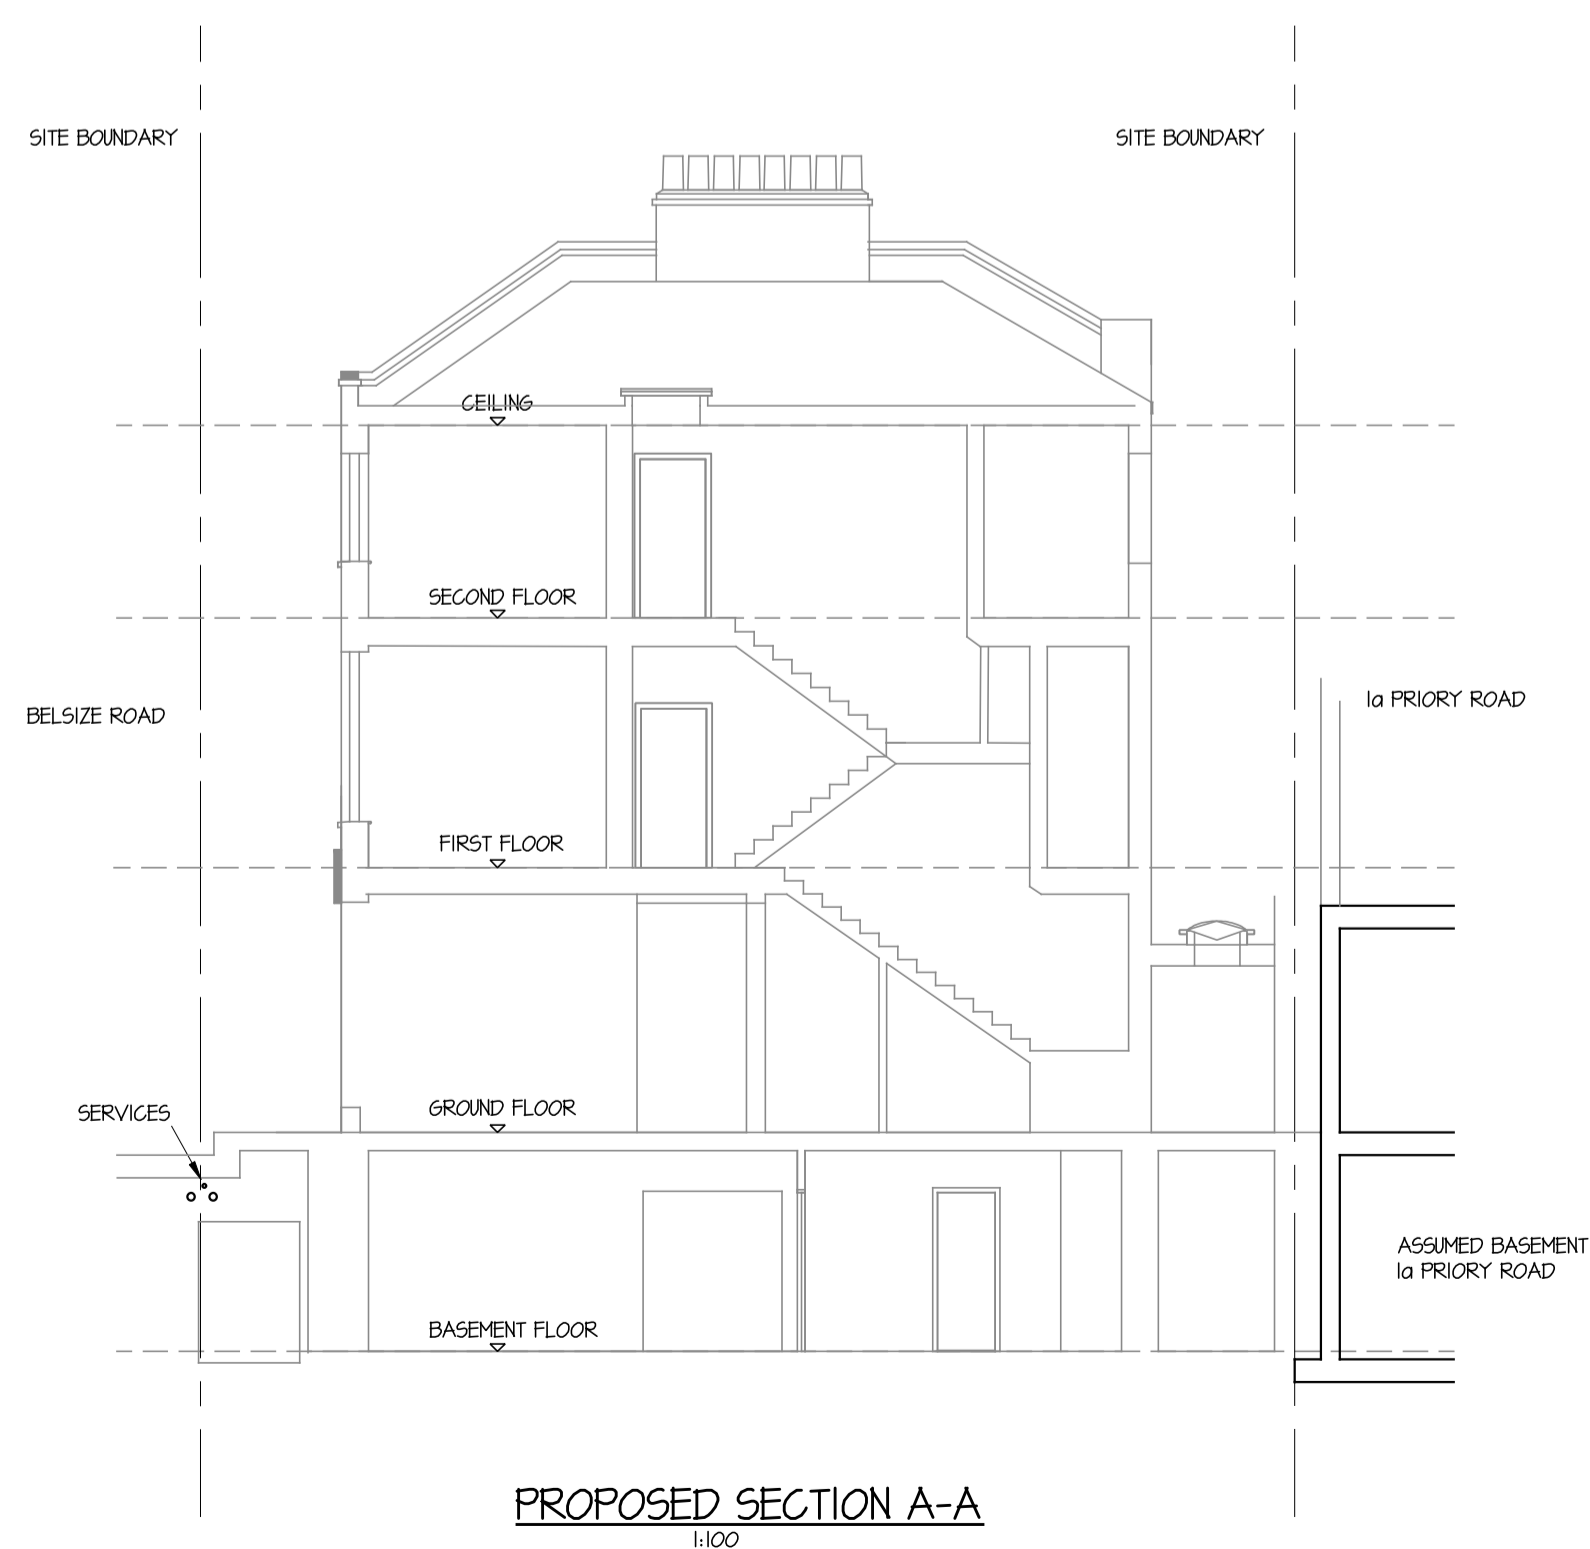 SITE BOUNDARY
SITE BOUNDARY
CEILING
SECOND FLOOR
BELSIZE ROAD
1a PRIORY ROAD
FIRST FLOOR
SERVICES
GROUND FLOOR
ASSUMED BASEMENT
1a PRIORY ROAD
BASEMENT FLOOR
PROPOSED SECTION A-A
1:100